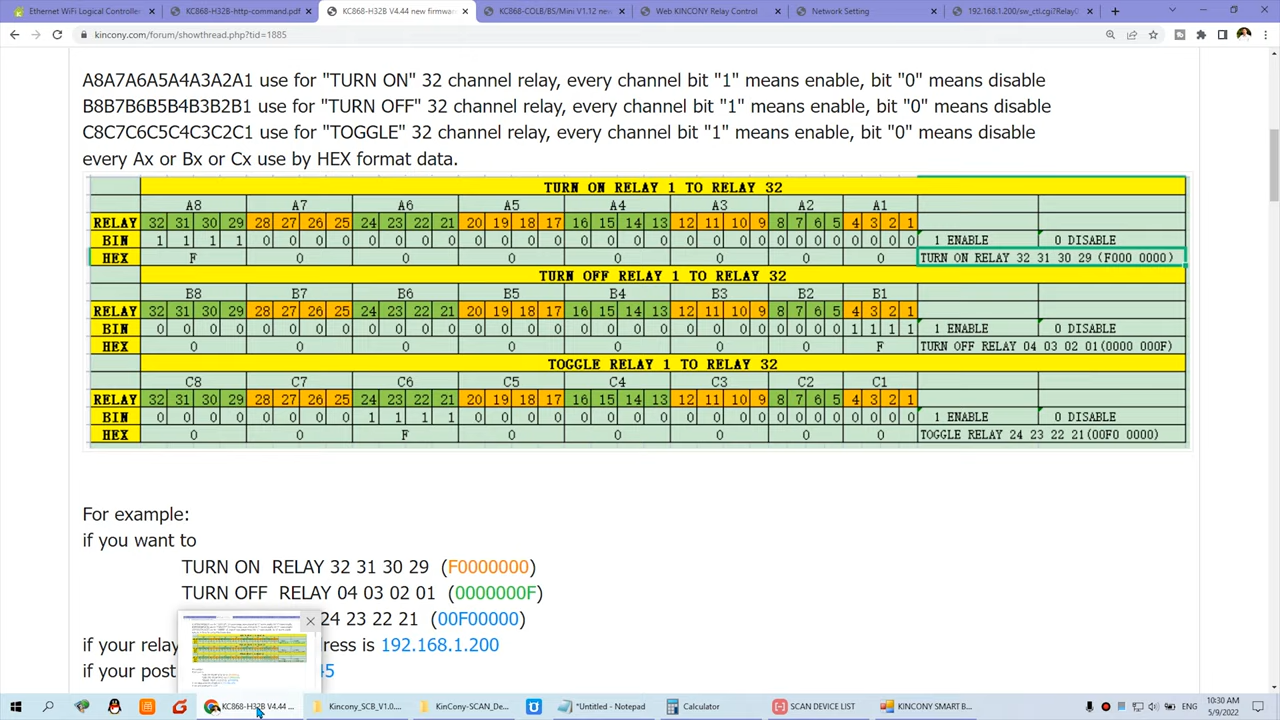 Ethernet WiFi Logical Controller
KC868-H32B-http-command.pdf
KC868-H32B V4.44 new firmwar
KC868-COLB/BS/Mini V1.12 new
Web KINCONY Relay Control
Network Setting
192.168.1.200/sw_ctl.cgi?Relay0
kincony.com/forum/showthread.php?tid=1885
A8A7A6A5A4A3A2A1 use for "TURN ON" 32 channel relay, every channel bit "1" means enable, bit "0" means disable
B8B7B6B5B4B3B2B1 use for "TURN OFF" 32 channel relay, every channel bit "1" means enable, bit "0" means disable
C8C7C6C5C4C3C2C1 use for "TOGGLE" 32 channel relay, every channel bit "1" means enable, bit "0" means disable
every Ax or Bx or Cx use by HEX format data.
TURN ON RELAY 1 TO RELAY 32
A8 A7 A6 A5 A4 A3 A2 A1
RELAY 32 31 30 29 28 27 26 25 24 23 22 21 20 19 18 17 16 15 14 13 12 11 10 9 8 7 6 5 4 3 2 1
BIN 1 1 1 1 0 0 0 0 0 0 0 0 0 0 0 0 0 0 0 0 0 0 0 0 0 0 0 0 0 0 0 0 1 ENABLE 0 DISABLE
HEX F 0 0 0 0 0 0 0 TURN ON RELAY 32 31 30 29 (F000 0000)
TURN OFF RELAY 1 TO RELAY 32
B8 B7 B6 B5 B4 B3 B2 B1
RELAY 32 31 30 29 28 27 26 25 24 23 22 21 20 19 18 17 16 15 14 13 12 11 10 9 8 7 6 5 4 3 2 1
BIN 0 0 0 0 0 0 0 0 0 0 0 0 0 0 0 0 0 0 0 0 0 0 0 0 0 0 0 0 1 1 1 1 1 ENABLE 0 DISABLE
HEX 0 0 0 0 0 0 0 F TURN OFF RELAY 04 03 02 01(0000 000F)
TOGGLE RELAY 1 TO RELAY 32
C8 C7 C6 C5 C4 C3 C2 C1
RELAY 32 31 30 29 28 27 26 25 24 23 22 21 20 19 18 17 16 15 14 13 12 11 10 9 8 7 6 5 4 3 2 1
BIN 0 0 0 0 0 0 0 0 1 1 1 1 0 0 0 0 0 0 0 0 0 0 0 0 0 0 0 0 0 0 0 0 1 ENABLE 0 DISABLE
HEX 0 0 F 0 0 0 0 0 TOGGLE RELAY 24 23 22 21(00F0 0000)
For example:
if you want to
TURN ON RELAY 32 31 30 29 (F0000000)
TURN OFF RELAY 04 03 02 01 (0000000F)
24 23 22 21 (00F00000)
if your relay ress is 192.168.1.200
if your post 45
KC868-H32B V4.44 ...
Kincony_SCB_V1.0....
KinCony-SCAN_De...
*Untitled - Notepad
Calculator
SCAN DEVICE LIST
KINCONY SMART B...
ENG
10:30 AM
5/9/2022